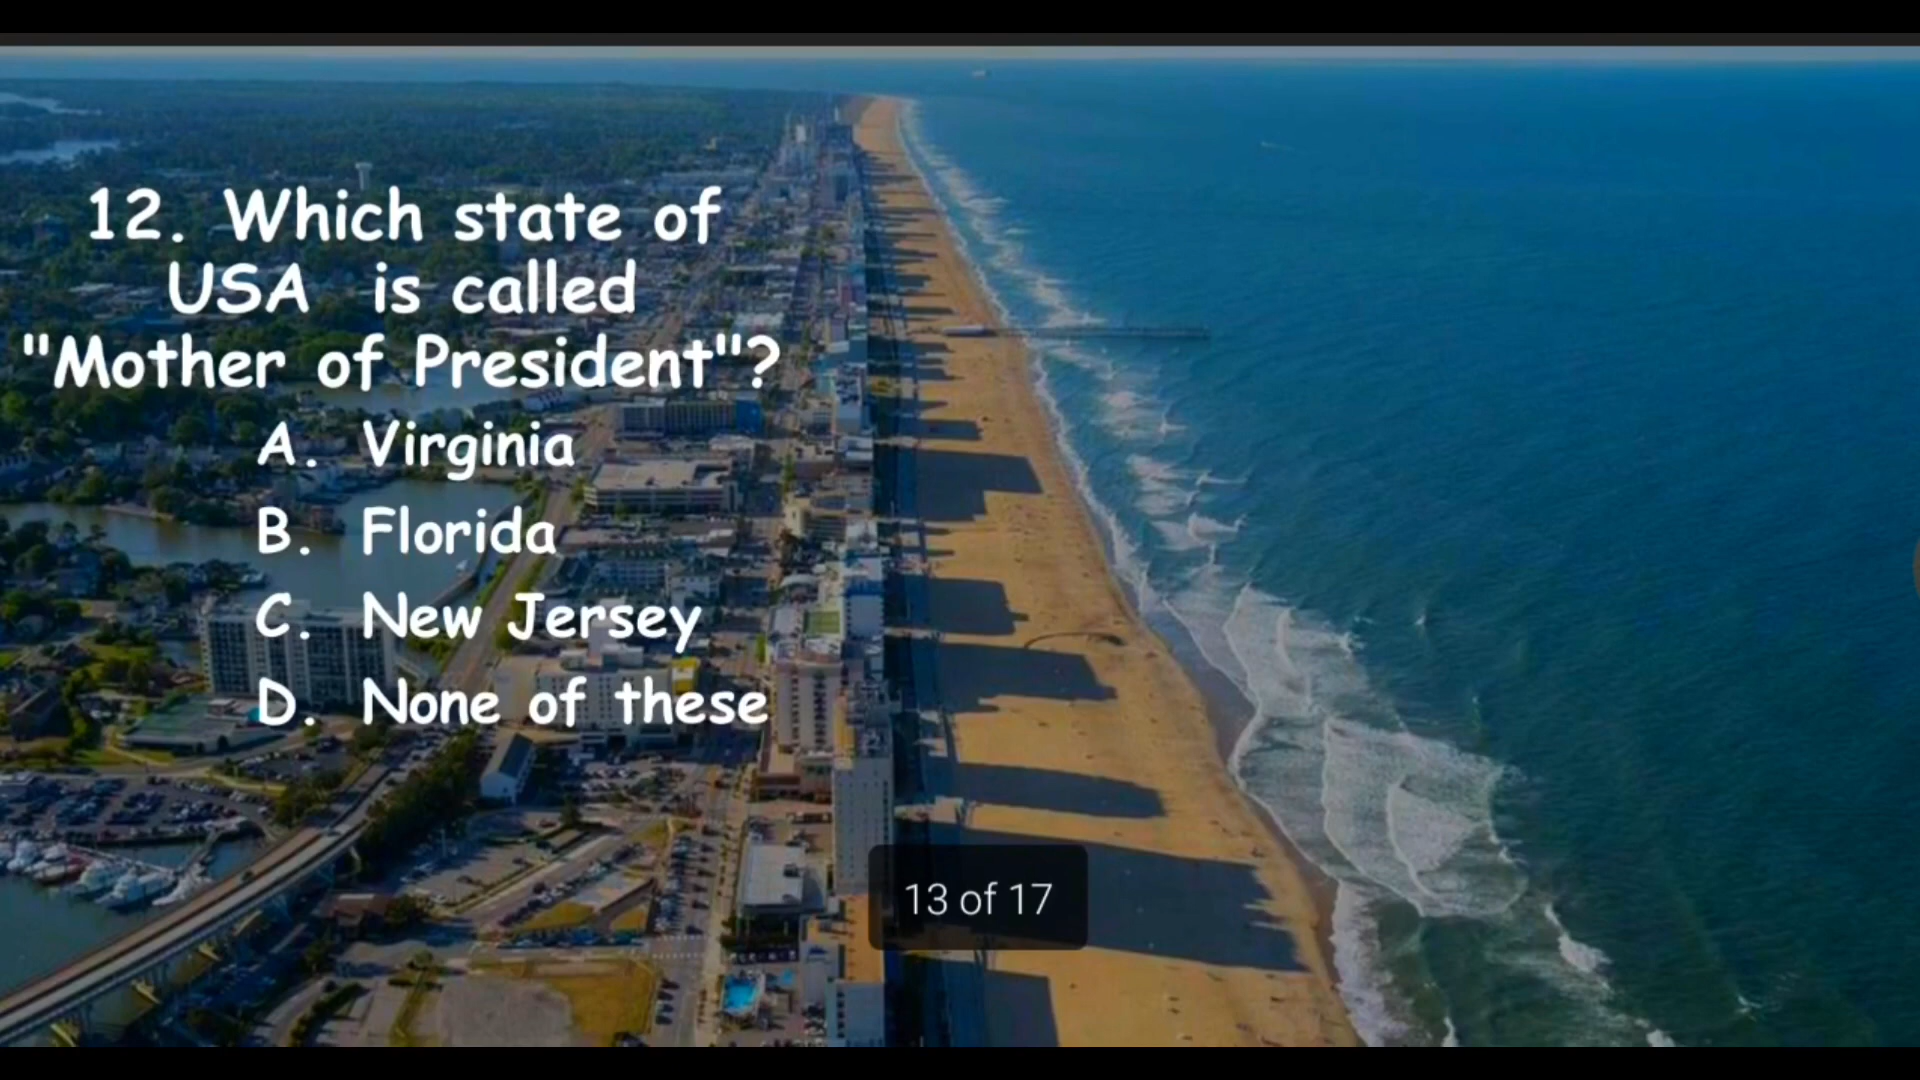 12. Which state of
USA is called
"Mother of President"?
A. Virginia
B. Florida
C. New Jersey
D. None of these
13 of 17